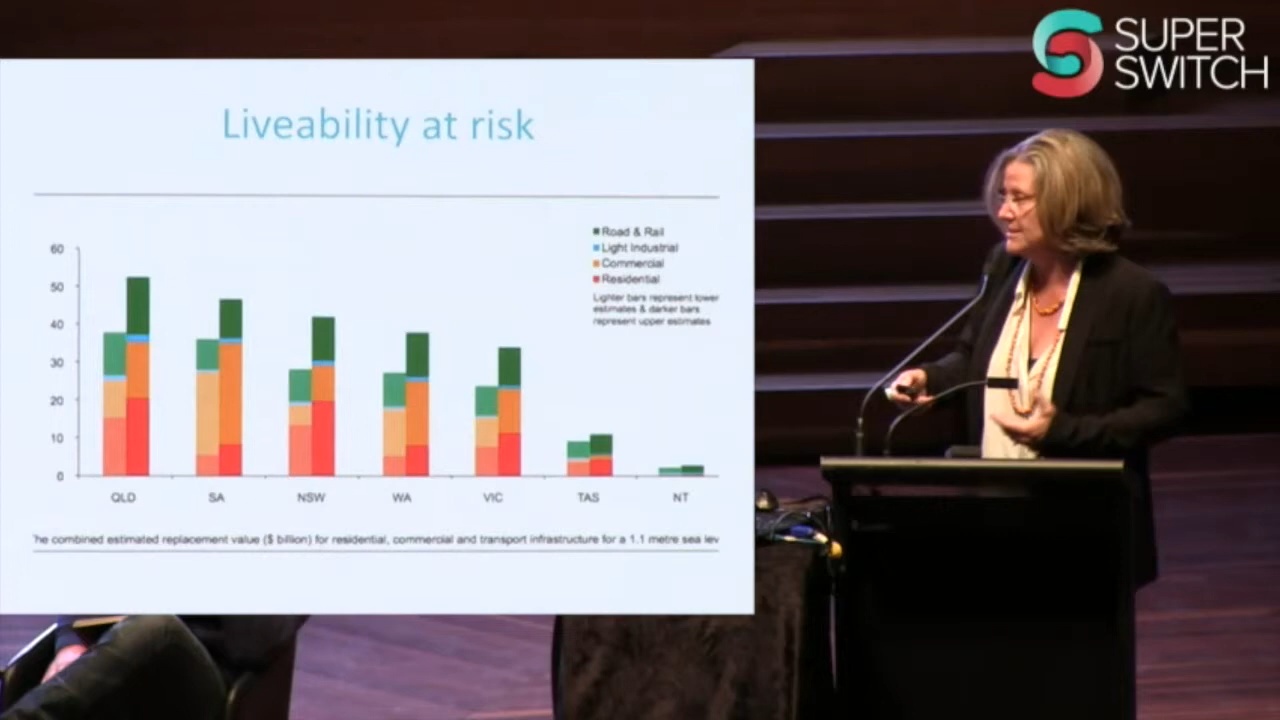 SUPER
SWITCH
Liveability at risk
Road & Rail
Light Industrial
Commercial
Residential
Lighter bars represent lower
estimates & darker bars
represent upper estimates
60
50
40
30
20
10
0
QLD SA NSW WA VIC TAS NT
he combined estimated replacement value ($ billion) for residential, commercial and transport infrastructure for a 1.1 metre sea lev